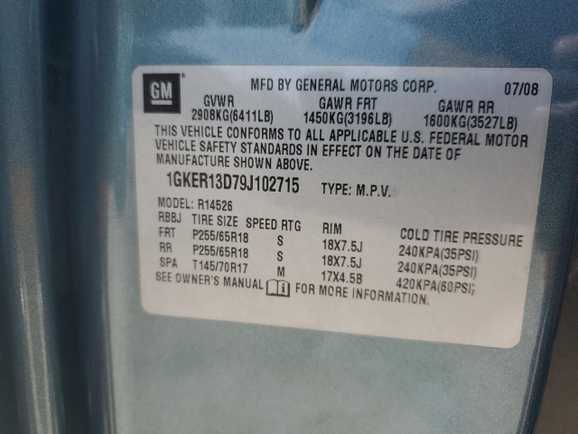 GM
MFD BY GENERAL MOTORS CORP. 07/08
GVWR GAWR FRT GAWR RR
2908KG(6411LB) 1450KG(3196LB) 1600KG(3527LB)
THIS VEHICLE CONFORMS TO ALL APPLICABLE U.S. FEDERAL MOTOR
VEHICLE SAFETY STANDARDS IN EFFECT ON THE DATE OF
MANUFACTURE SHOWN ABOVE.
1GKER13D79J102715 TYPE: M.P.V.
MODEL: R14526
RBBJ TIRE SIZE SPEED RTG RIM COLD TIRE PRESSURE
FRT P255/65R18 S 18X7.5J 240KPA(35PSI)
RR P255/65R18 S 18X7.5J 240KPA(35PSI)
SPA T145/70R17 M 17X4.5B 420KPA(60PSI)
SEE OWNER'S MANUAL FOR MORE INFORMATION.